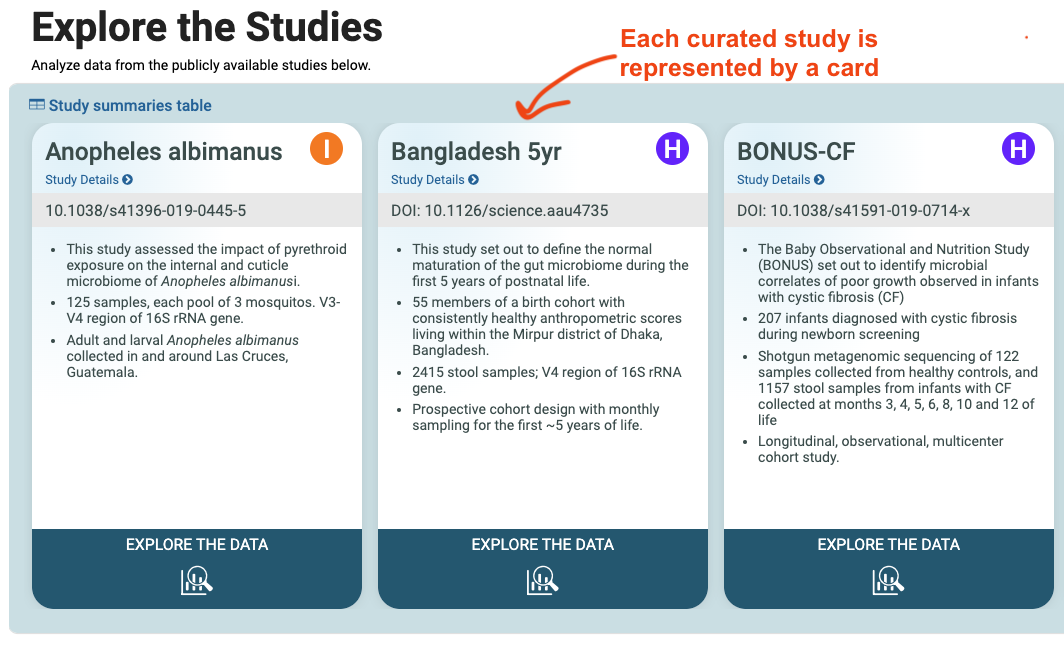 Explore the Studies
Analyze data from the publicly available studies below.
Each curated study is
represented by a card
Study summaries table
Anopheles albimanus
I
Study Details
10.1038/s41396-019-0445-5
• This study assessed the impact of pyrethroid
exposure on the internal and cuticle
microbiome of Anopheles albimanusi.
• 125 samples, each pool of 3 mosquitos. V3-
V4 region of 16S rRNA gene.
• Adult and larval Anopheles albimanus
collected in and around Las Cruces,
Guatemala.
EXPLORE THE DATA
Bangladesh 5yr
H
Study Details
DOI: 10.1126/science.aau4735
• This study set out to define the normal
maturation of the gut microbiome during the
first 5 years of postnatal life.
• 55 members of a birth cohort with
consistently healthy anthropometric scores
living within the Mirpur district of Dhaka,
Bangladesh.
• 2415 stool samples; V4 region of 16S rRNA
gene.
• Prospective cohort design with monthly
sampling for the first ~5 years of life.
EXPLORE THE DATA
BONUS-CF
H
Study Details
DOI: 10.1038/s41591-019-0714-x
• The Baby Observational and Nutrition Study
(BONUS) set out to identify microbial
correlates of poor growth observed in infants
with cystic fibrosis (CF)
• 207 infants diagnosed with cystic fibrosis
during newborn screening
• Shotgun metagenomic sequencing of 122
samples collected from healthy controls, and
1157 stool samples from infants with CF
collected at months 3, 4, 5, 6, 8, 10 and 12 of
life
• Longitudinal, observational, multicenter
cohort study.
EXPLORE THE DATA